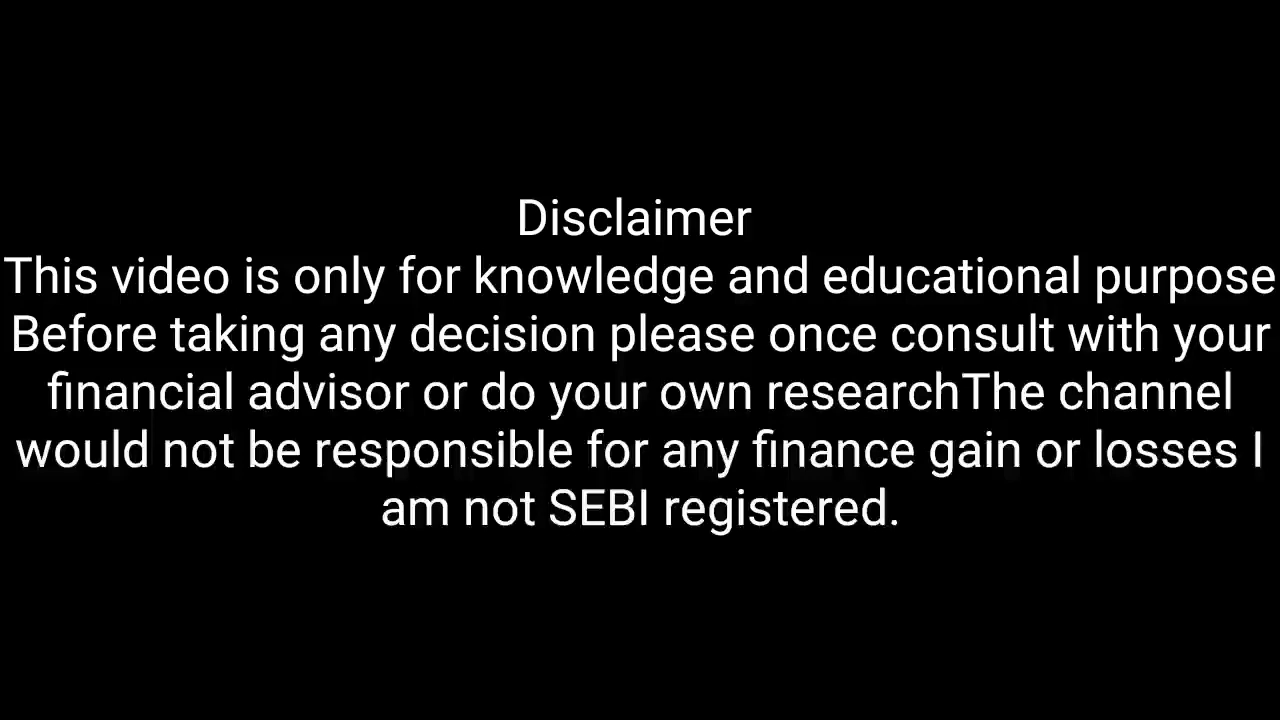 Disclaimer
This video is only for knowledge and educational purpose
Before taking any decision please once consult with your
financial advisor or do your own researchThe channel
would not be responsible for any finance gain or losses I
am not SEBI registered.